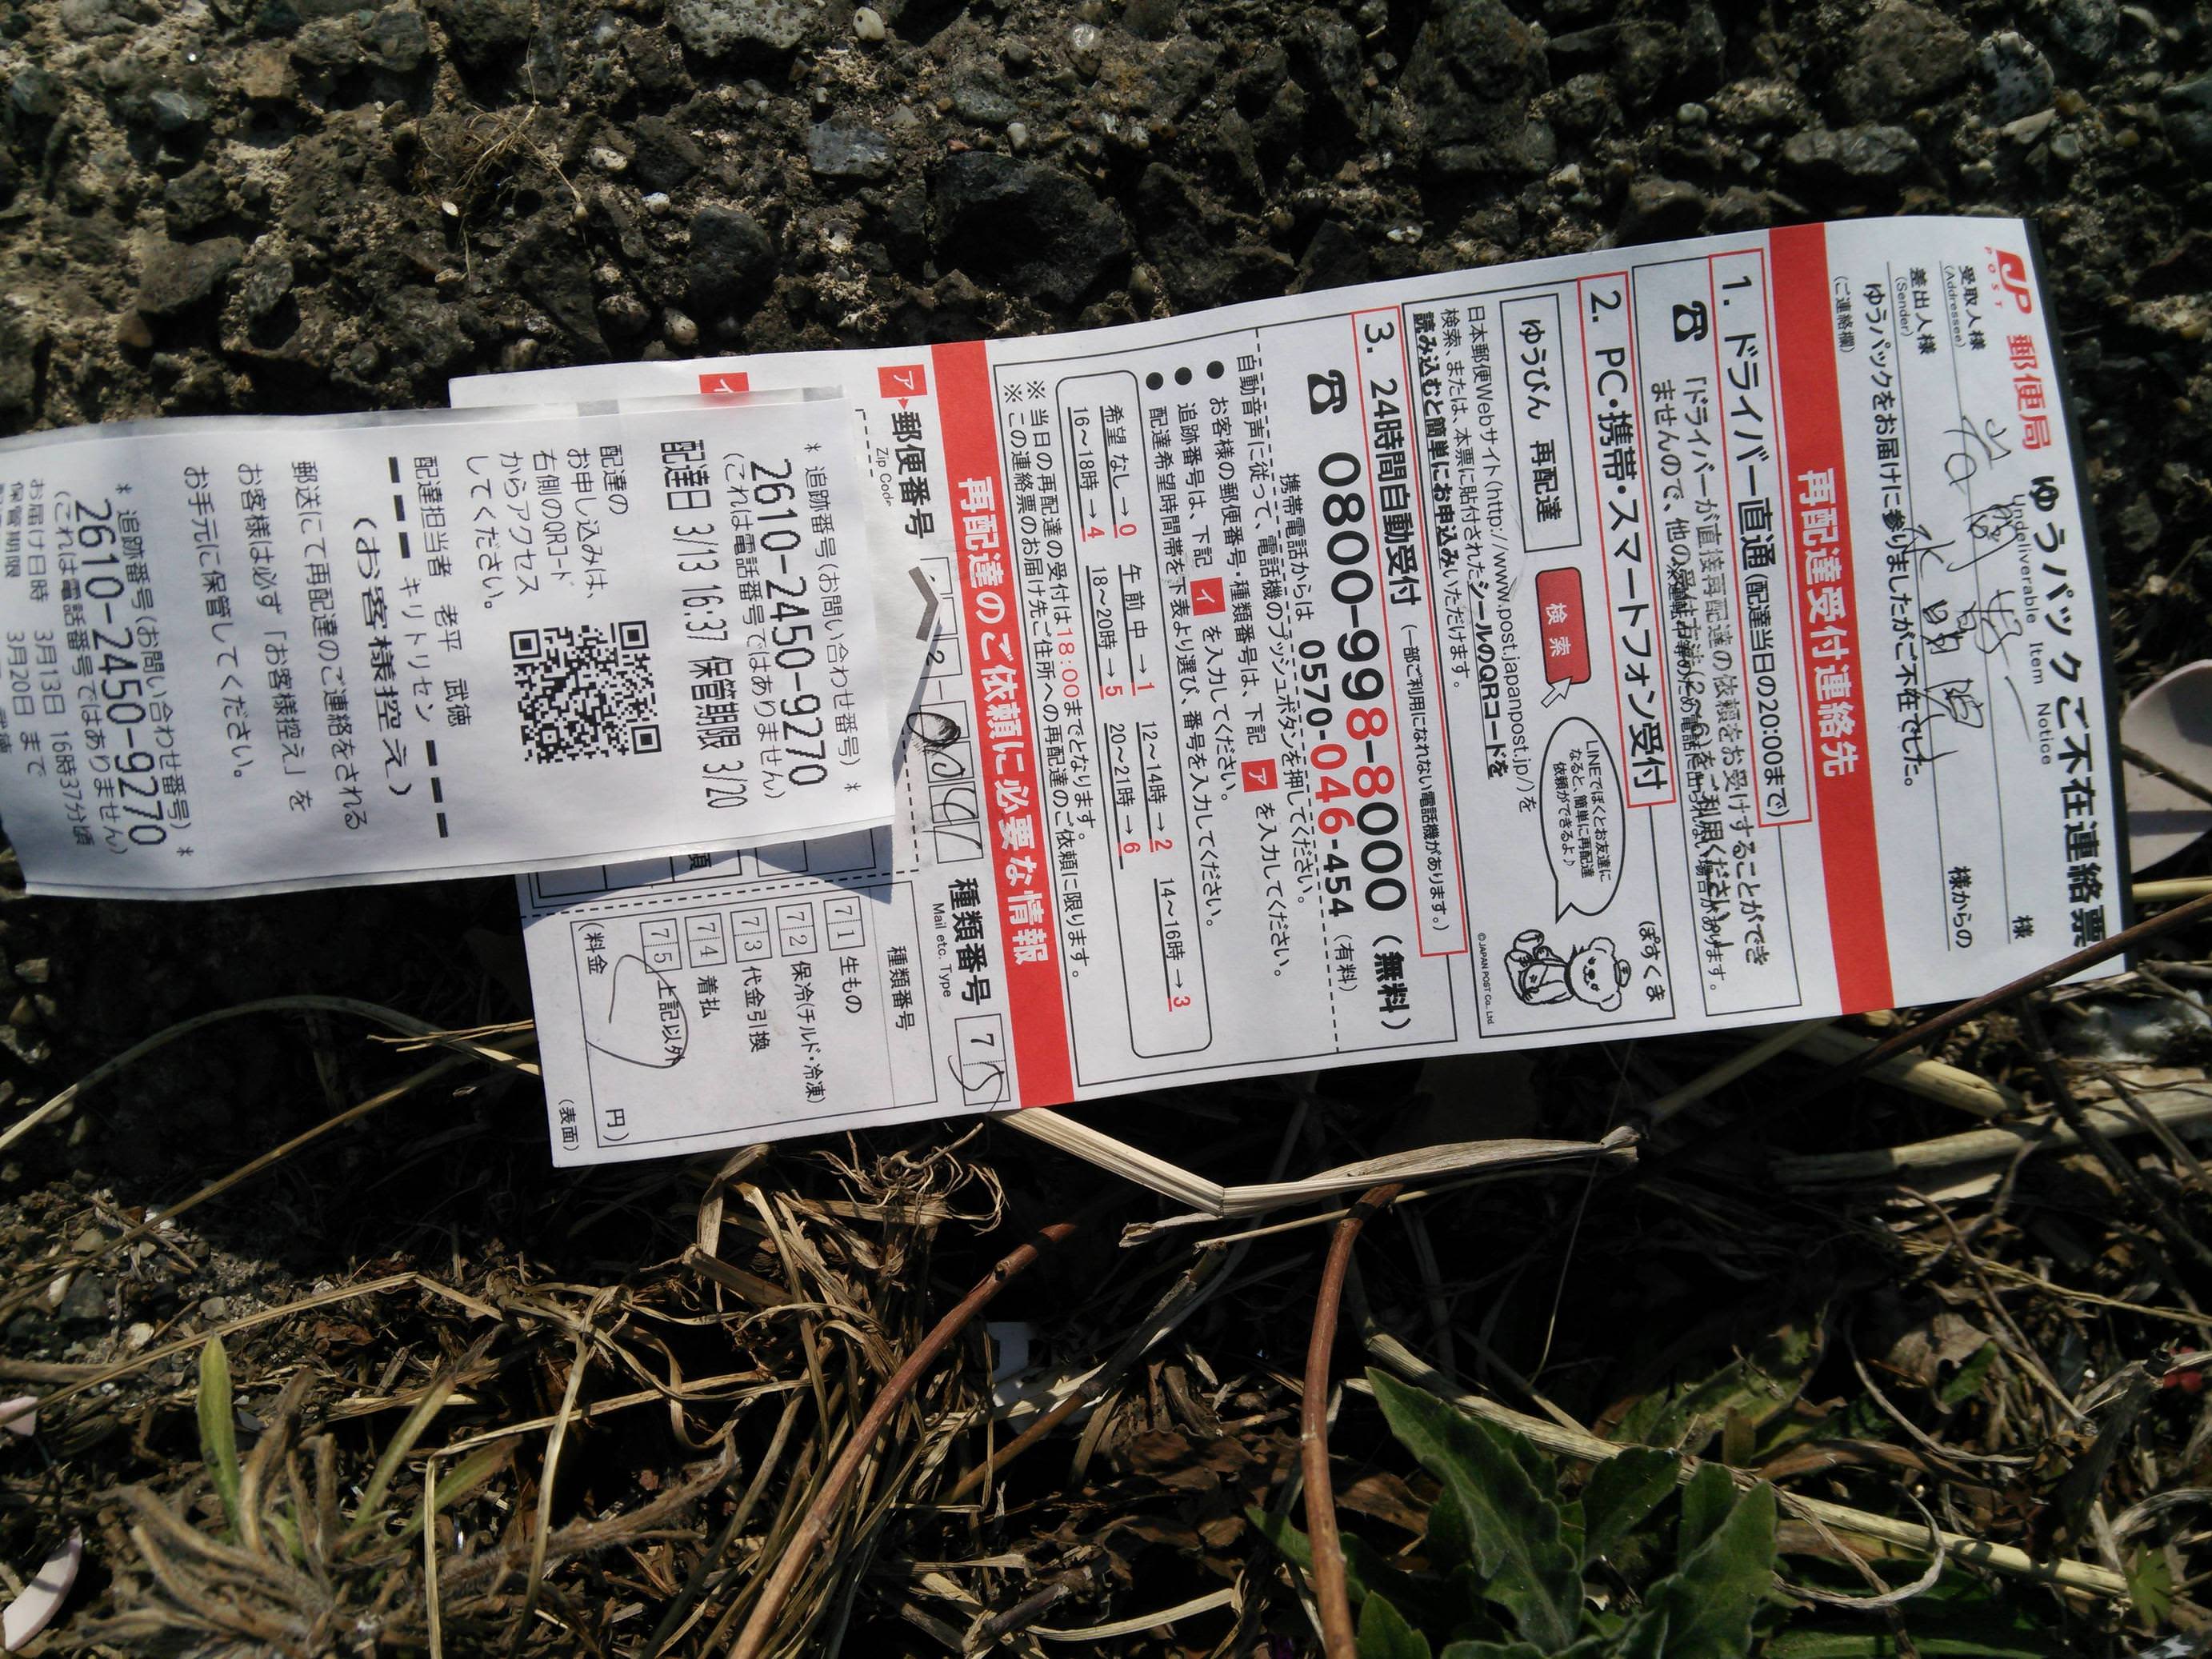 郵便局 ゆうパックご不在連絡票
POST
Undeliverable Item Notice
受取人様
(Addressee)
様
差出人様
(Sender)
様からの
ゆうパックをお届けに参りましたがご不在でした。
(ご連絡欄)
再配達受付連絡先
1. ドライバー直通(配達当日の20:00まで)
「ドライバーが直接再配達の依頼をお受けすることができ
ませんので、他の受付方法(2〜6)をご利用ください。」
2. PC・携帯・スマートフォン受付
ゆうびん 再配達
検索
LINEでぼくとお友達に
なると、簡単に再配達
依頼ができるよ♪
(ぽすくま
© JAPAN POST Co., Ltd.
日本郵便Webサイト(http://www.post.japanpost.jp/)を
検索、または、本票に貼付されたシールのQRコードを
読み込むと簡単にお申込みいただけます。
3. 24時間自動受付 (一部ご利用になれない電話機があります。)
0800-998-8000 (無料)
携帯電話からは 0570-046-454 (有料)
自動音声に従って、電話機のプッシュボタンを押してください。
● お客様の郵便番号・種類番号は、下記 ア を入力してください。
● 追跡番号は、下記 イ を入力してください。
● 配達希望時間帯を下表より選び、番号を入力してください。
希望なし→0 午前中→1 12〜14時→2 14〜16時→3
16〜18時→4 18〜20時→5 20〜21時→6
※ 当日の再配達の受付は18:00までとなります。
※ この連絡票のお届け先ご住所への再配達のご依頼に限ります。
再配達のご依頼に必要な情報
ア 郵便番号
Zip Code
種類番号 75
Mail etc. Type
種類番号
71 生もの
72 保冷(チルド・冷凍)
73 代金引換
74 着払
75 上記以外
(料金 円)
(表面)
イ
* 追跡番号(お問い合わせ番号) *
2610-2450-9270
(これは電話番号ではありません)
配達日 3/13 16:37 保管期限 3/20
配達の
お申し込みは、
右側のQRコード
からアクセス
してください。
配達担当者 老平 武徳
キリトリセン
(お客様控え)
郵送にて再配達のご連絡をされる
お客様は必ず「お客様控え」を
お手元に保管してください。
* 追跡番号(お問い合わせ番号) *
2610-2450-9270
(これは電話番号ではありません)
お届け日時 3月13日 16時37分頃
保管期限 3月20日 まで